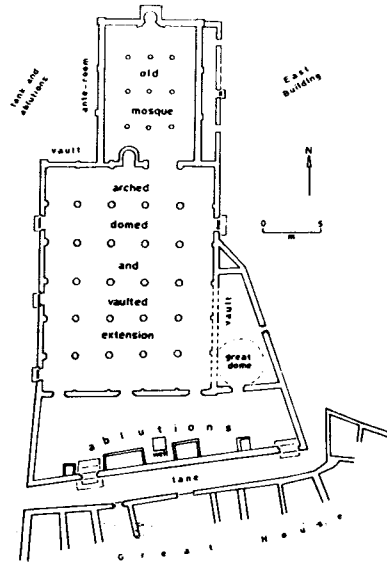 tank and
ablutions
ante-room
old
mosque
East
Building
vault
N
0 5
m
arched
domed
and
vaulted
extension
vault
great
dome
ablutions
well
lane
Great House